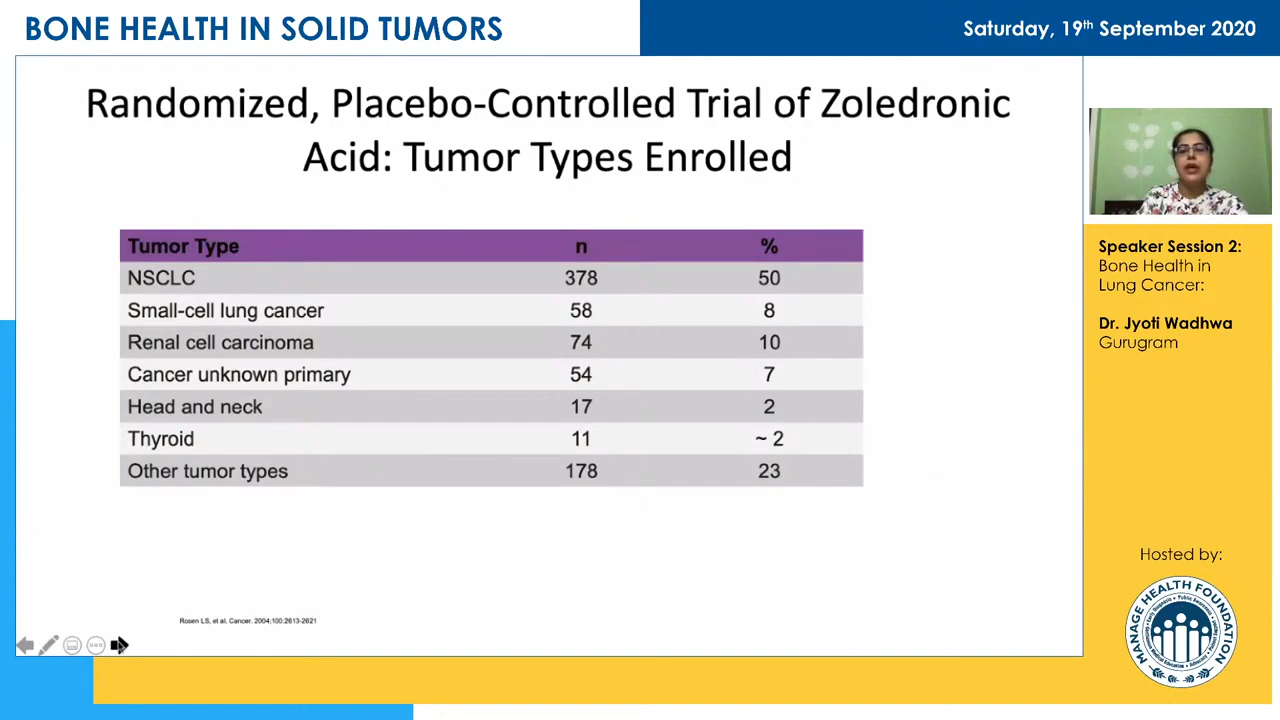 BONE HEALTH IN SOLID TUMORS
Saturday, 19th September 2020
Randomized, Placebo-Controlled Trial of Zoledronic
Acid: Tumor Types Enrolled
Tumor Type n %
NSCLC 378 50
Small-cell lung cancer 58 8
Renal cell carcinoma 74 10
Cancer unknown primary 54 7
Head and neck 17 2
Thyroid 11 ~ 2
Other tumor types 178 23
Rosen LS, et al. Cancer. 2004;100:2613-2621
Speaker Session 2:
Bone Health in
Lung Cancer:
Dr. Jyoti Wadhwa
Gurugram
Hosted by:
MANAGE HEALTH FOUNDATION